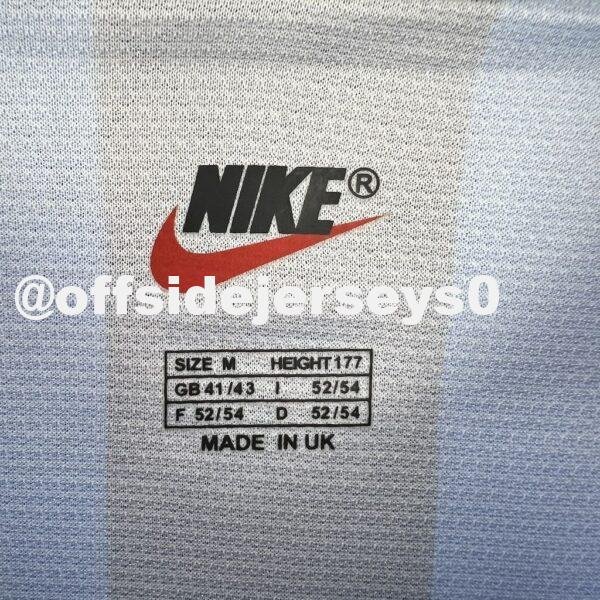 NIKE®
@offsidejerseys0
SIZE M HEIGHT 177
GB 41/43 I 52/54
F 52/54 D 52/54
MADE IN UK